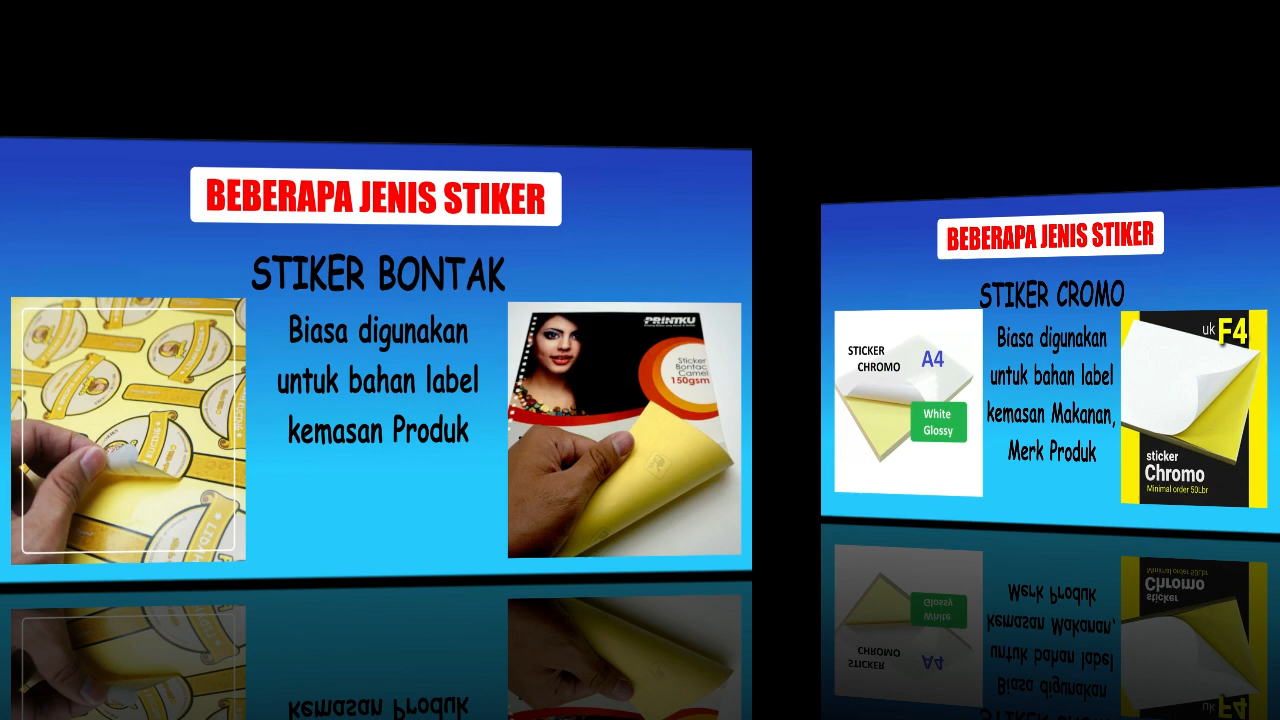 BEBERAPA JENIS STIKER
STIKER BONTAK
Biasa digunakan
untuk bahan label
kemasan Produk
PRINTKU
Sticker
Bontac
Camel
150gsm
BEBERAPA JENIS STIKER
STIKER CROMO
Biasa digunakan
untuk bahan label
kemasan Makanan,
Merk Produk
STICKER
CHROMO
A4
White
Glossy
uk F4
sticker
Chromo
Minimal order 50Lbr